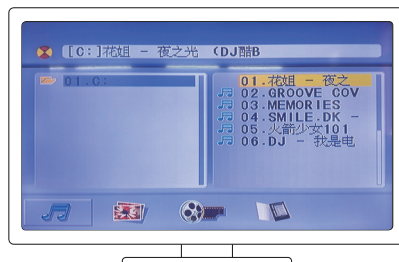 [C:]花姐 - 夜之光 (DJ酷B
01.C:
01.花姐 - 夜之
02.GROOVE COV
03.MEMORIES
04.SMILE.DK -
05.火箭少女101
06.DJ - 我是电